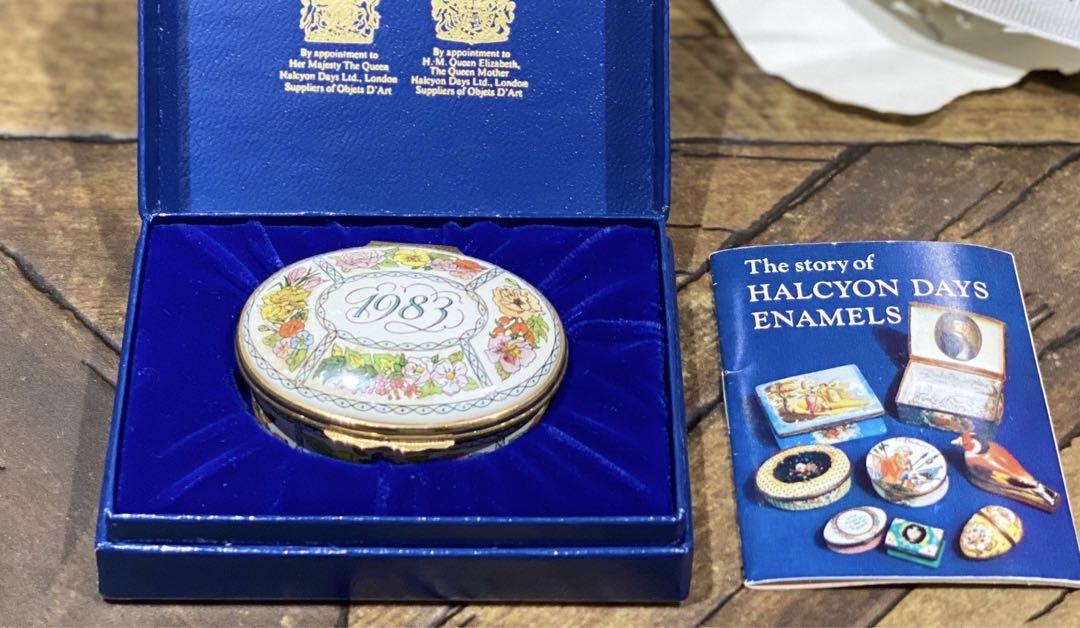 By appointment to
Her Majesty The Queen
Halcyon Days Ltd., London
Suppliers of Objets D'Art
By appointment to
H.M. Queen Elizabeth,
The Queen Mother
Halcyon Days Ltd., London
Suppliers of Objets D'Art
1983
The story of
HALCYON DAYS
ENAMELS